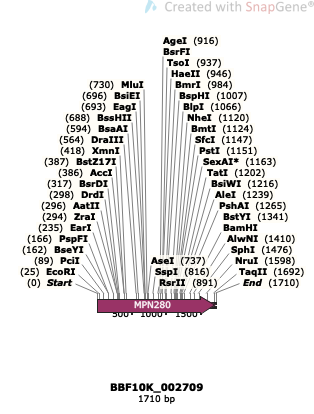 Created with SnapGene®
AgeI (916)
BsrFI
TsoI (937)
HaeII (946)
(730) MluI BmrI (984)
(696) BsiEI BspHI (1007)
(693) EagI BlpI (1066)
(688) BssHII NheI (1120)
(594) BsaAI BmtI (1124)
(564) DraIII SfcI (1147)
(418) XmnI PstI (1151)
(387) BstZ17I SexAI* (1163)
(386) AccI TatI (1202)
(317) BsrDI BsiWI (1216)
(298) DrdI AleI (1239)
(296) AatII PshAI (1265)
(294) ZraI BstYI (1341)
(235) EarI BamHI
(166) PspFI AlwNI (1410)
(162) BseYI SphI (1476)
(89) PciI AseI (737) NruI (1598)
(25) EcoRI SspI (816) TaqII (1692)
(0) Start RsrII (891) End (1710)
MPN280
500 1000 1500
BBF10K_002709
1710 bp